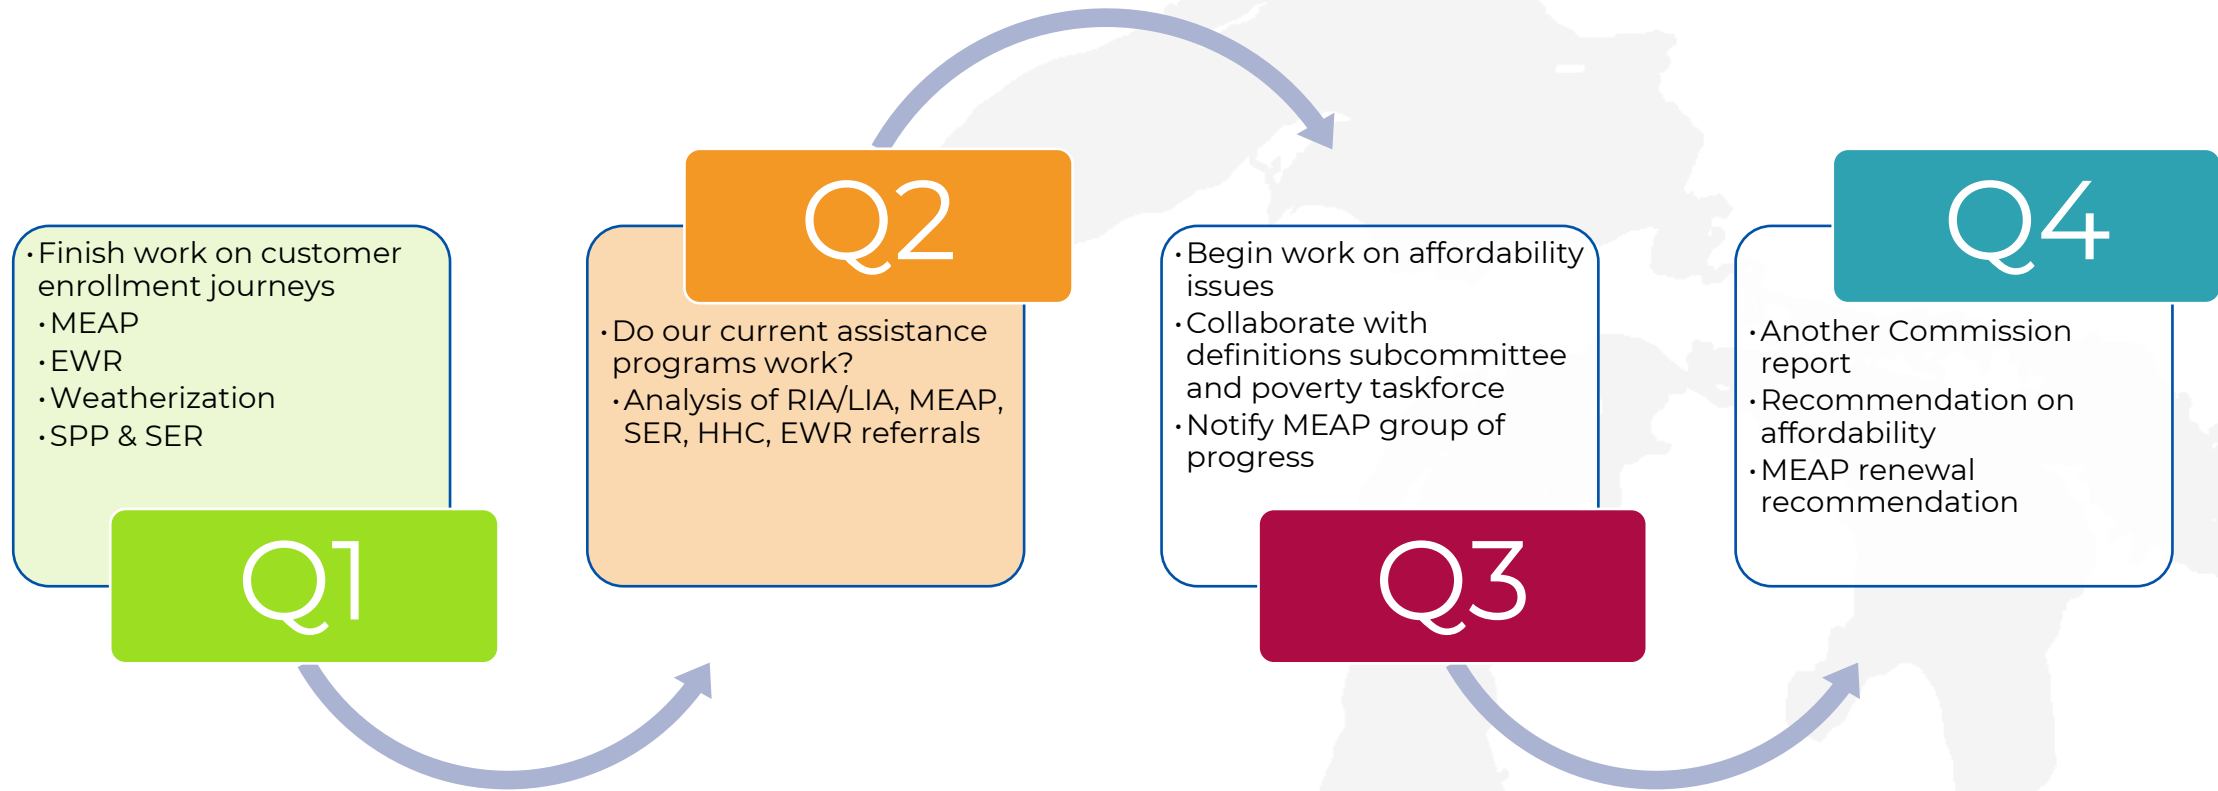 · Finish work on customer
enrollment journeys
· MEAP
· EWR
· Weatherization
· SPP & SER
Q1
Q2
· Do our current assistance
programs work?
· Analysis of RIA/LIA, MEAP,
SER, HHC, EWR referrals
· Begin work on affordability
issues
· Collaborate with
definitions subcommittee
and poverty taskforce
· Notify MEAP group of
progress
Q3
Q4
· Another Commission
report
· Recommendation on
affordability
· MEAP renewal
recommendation